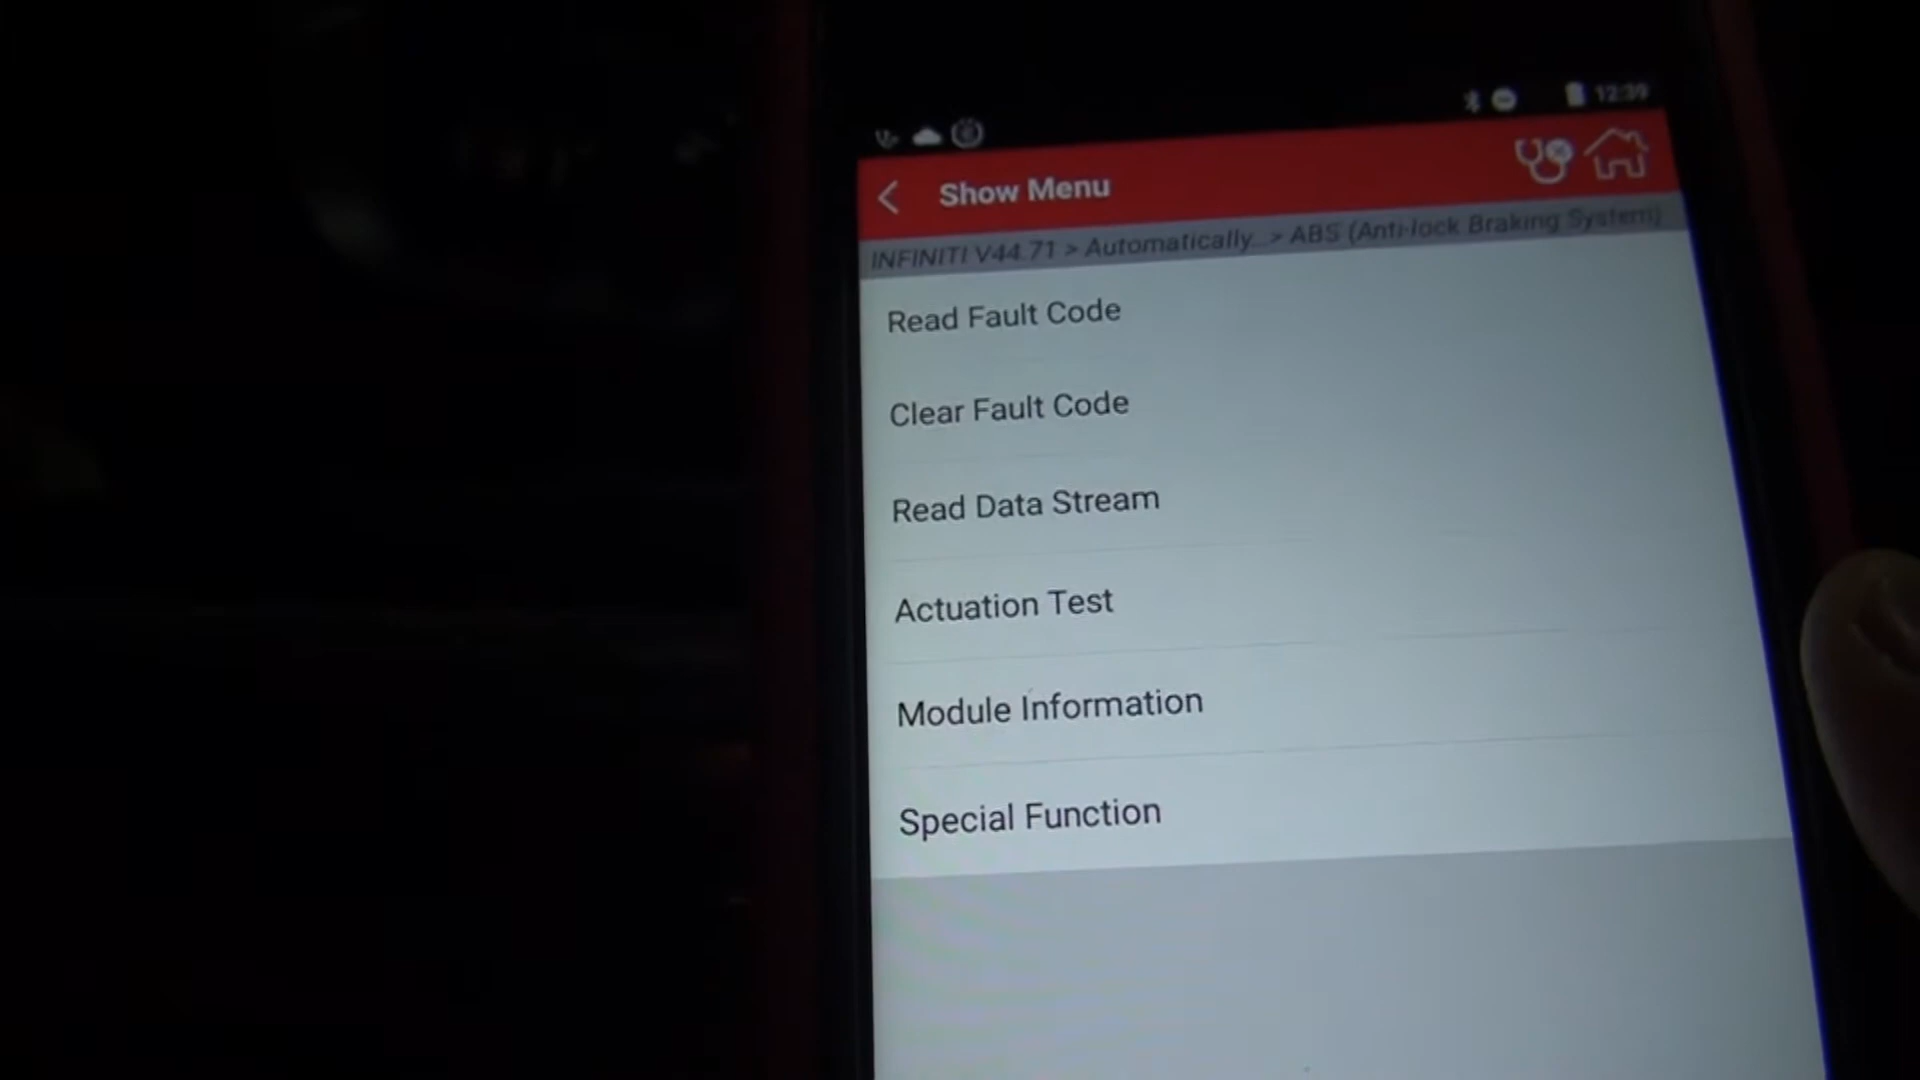 12:39
Show Menu
INFINITI V44.71 > Automatically...> ABS (Anti-lock Braking System)
Read Fault Code
Clear Fault Code
Read Data Stream
Actuation Test
Module Information
Special Function